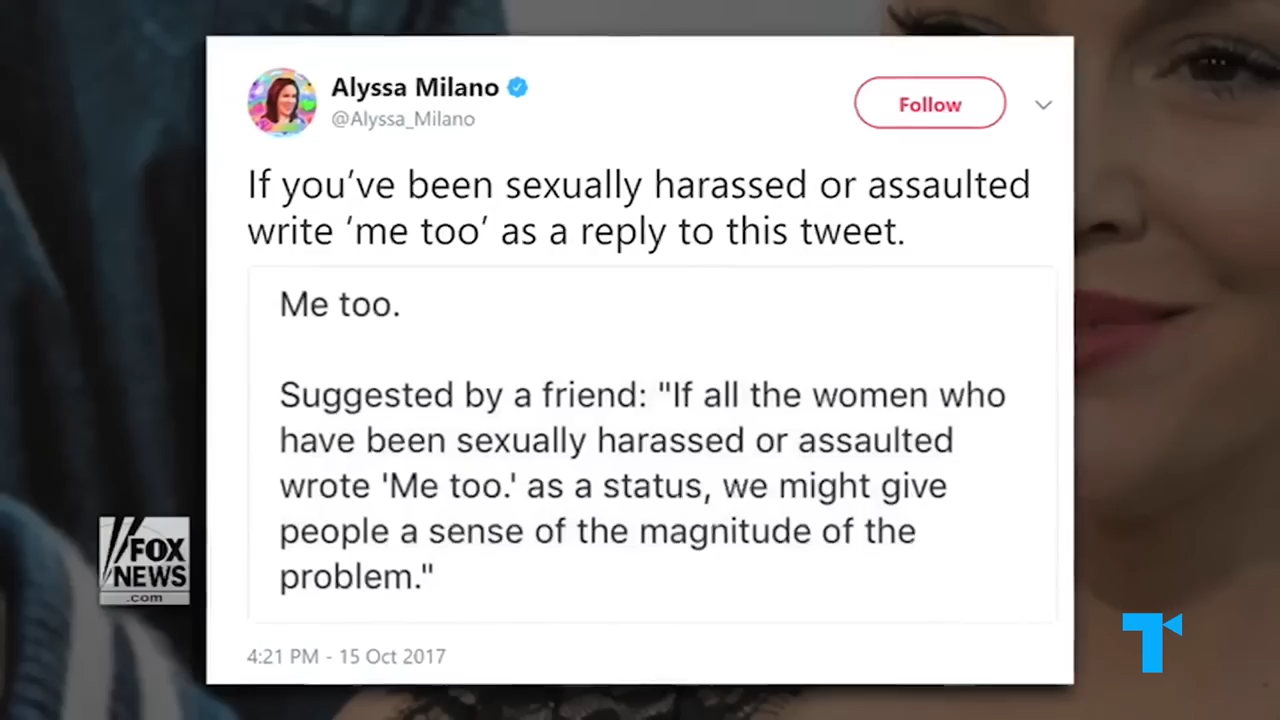 Alyssa Milano
@Alyssa_Milano
Follow
If you've been sexually harassed or assaulted
write 'me too' as a reply to this tweet.
Me too.
Suggested by a friend: "If all the women who
have been sexually harassed or assaulted
wrote 'Me too.' as a status, we might give
people a sense of the magnitude of the
problem."
4:21 PM - 15 Oct 2017
FOX
NEWS
.com
T